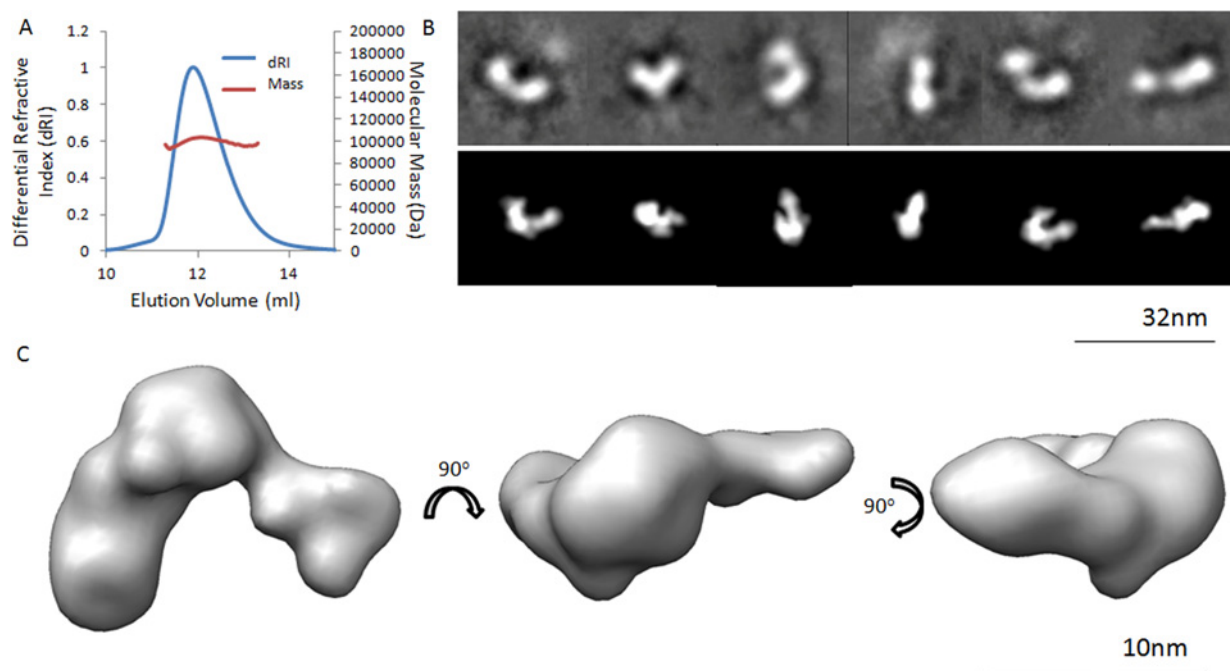 A
Differential Refractive
Index (dRI)
1.2
1
0.8
0.6
0.4
0.2
0
10
12
14
Elution Volume (ml)
dRI
Mass
200000
180000
160000
140000
120000
100000
80000
60000
40000
20000
0
Molecular Mass (Da)
B
32nm
C
90°
90°
10nm